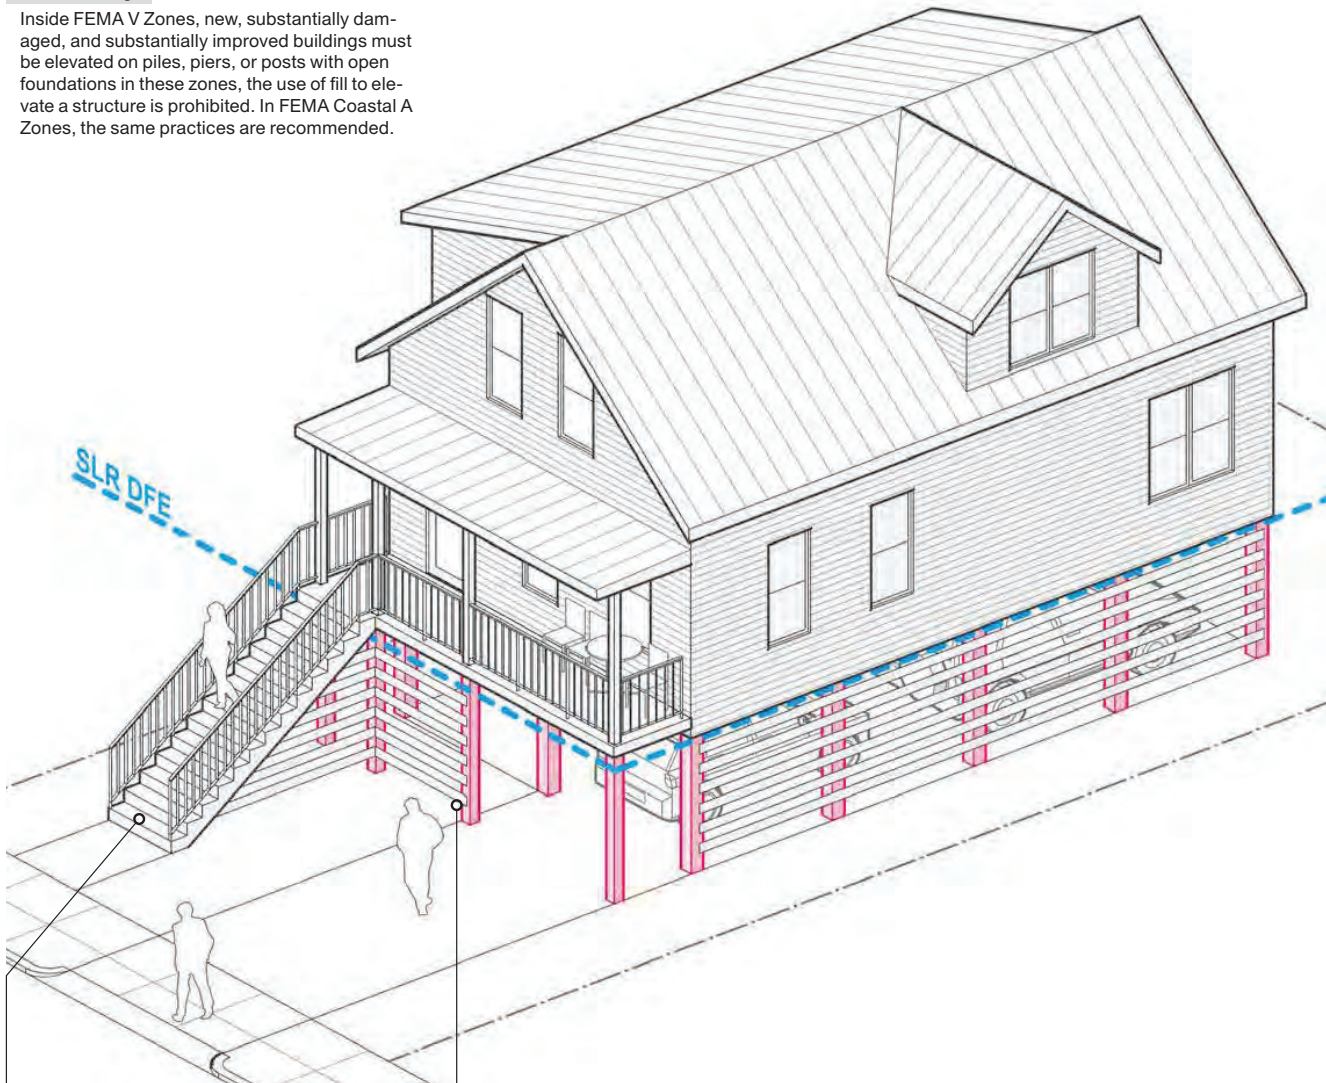 Inside FEMA V Zones, new, substantially dam-
aged, and substantially improved buildings must
be elevated on piles, piers, or posts with open
foundations in these zones, the use of fill to ele-
vate a structure is prohibited. In FEMA Coastal A
Zones, the same practices are recommended.
SLR DFE